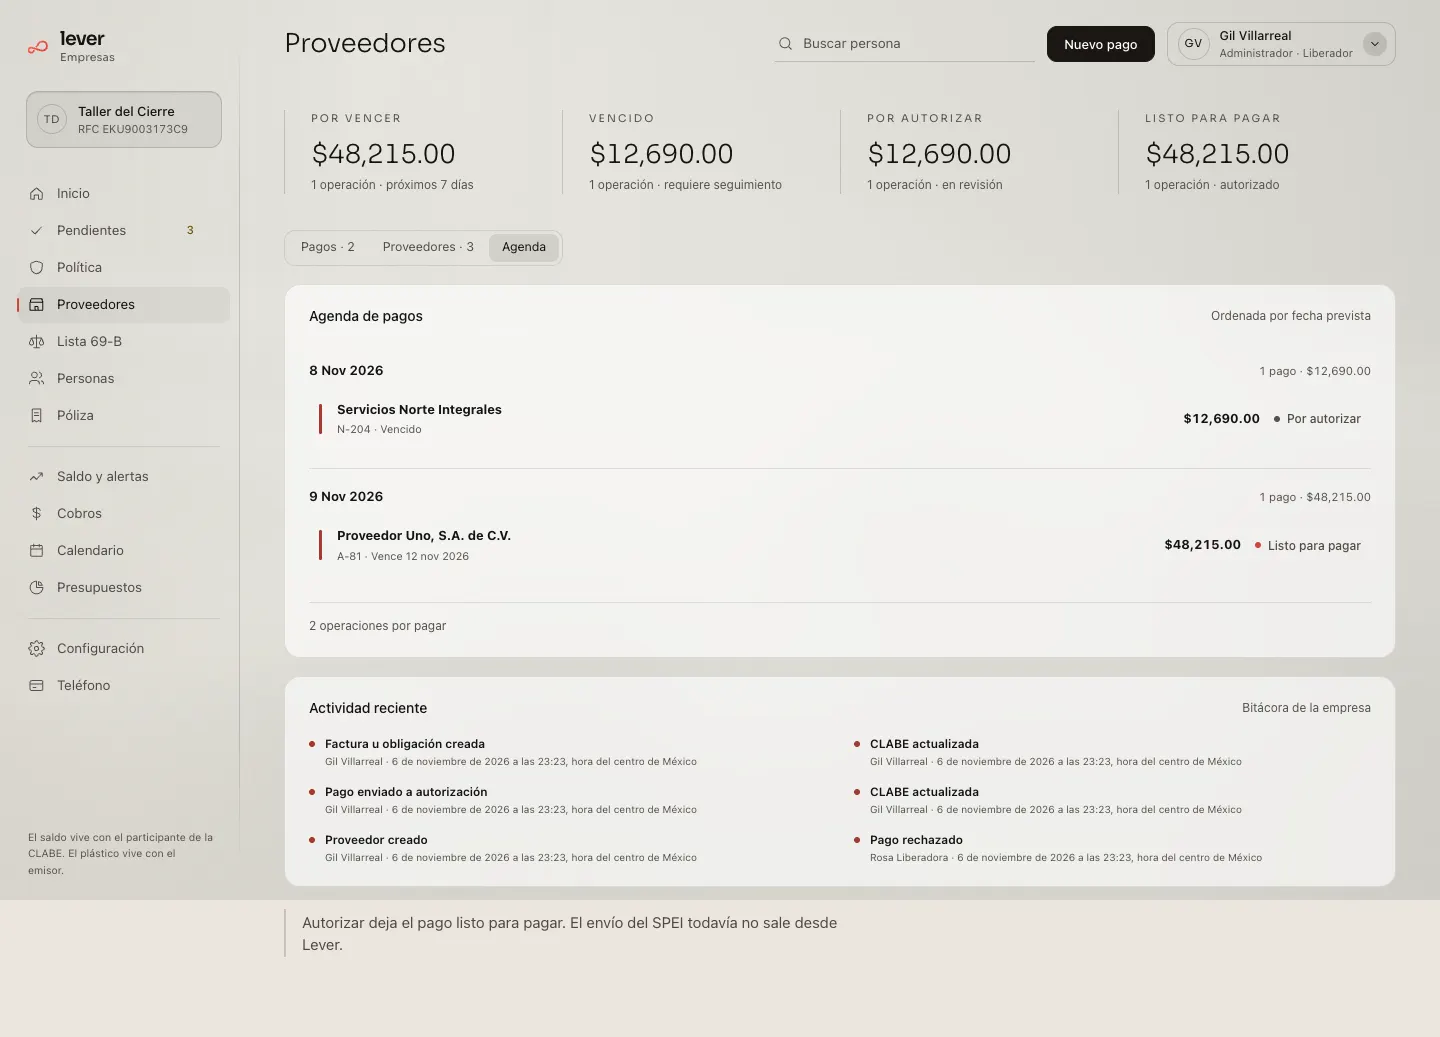 lever
Empresas
TD
Taller del Cierre
RFC EKU9003173C9
Inicio
Pendientes 3
Política
Proveedores
Lista 69-B
Personas
Póliza
Saldo y alertas
Cobros
Calendario
Presupuestos
Configuración
Teléfono
El saldo vive con el participante de la
CLABE. El plástico vive con el
emisor.
Proveedores
Buscar persona
Nuevo pago
GV
Gil Villarreal
Administrador · Liberador
POR VENCER
$48,215.00
1 operación · próximos 7 días
VENCIDO
$12,690.00
1 operación · requiere seguimiento
POR AUTORIZAR
$12,690.00
1 operación · en revisión
LISTO PARA PAGAR
$48,215.00
1 operación · autorizado
Pagos · 2
Proveedores · 3
Agenda
Agenda de pagos
Ordenada por fecha prevista
8 Nov 2026
1 pago · $12,690.00
Servicios Norte Integrales
N-204 · Vencido
$12,690.00
Por autorizar
9 Nov 2026
1 pago · $48,215.00
Proveedor Uno, S.A. de C.V.
A-81 · Vence 12 nov 2026
$48,215.00
Listo para pagar
2 operaciones por pagar
Actividad reciente
Bitácora de la empresa
Factura u obligación creada
Gil Villarreal · 6 de noviembre de 2026 a las 23:23, hora del centro de México
Pago enviado a autorización
Gil Villarreal · 6 de noviembre de 2026 a las 23:23, hora del centro de México
Proveedor creado
Gil Villarreal · 6 de noviembre de 2026 a las 23:23, hora del centro de México
CLABE actualizada
Gil Villarreal · 6 de noviembre de 2026 a las 23:23, hora del centro de México
CLABE actualizada
Gil Villarreal · 6 de noviembre de 2026 a las 23:23, hora del centro de México
Pago rechazado
Rosa Liberadora · 6 de noviembre de 2026 a las 23:23, hora del centro de México
Autorizar deja el pago listo para pagar. El envío del SPEI todavía no sale desde
Lever.